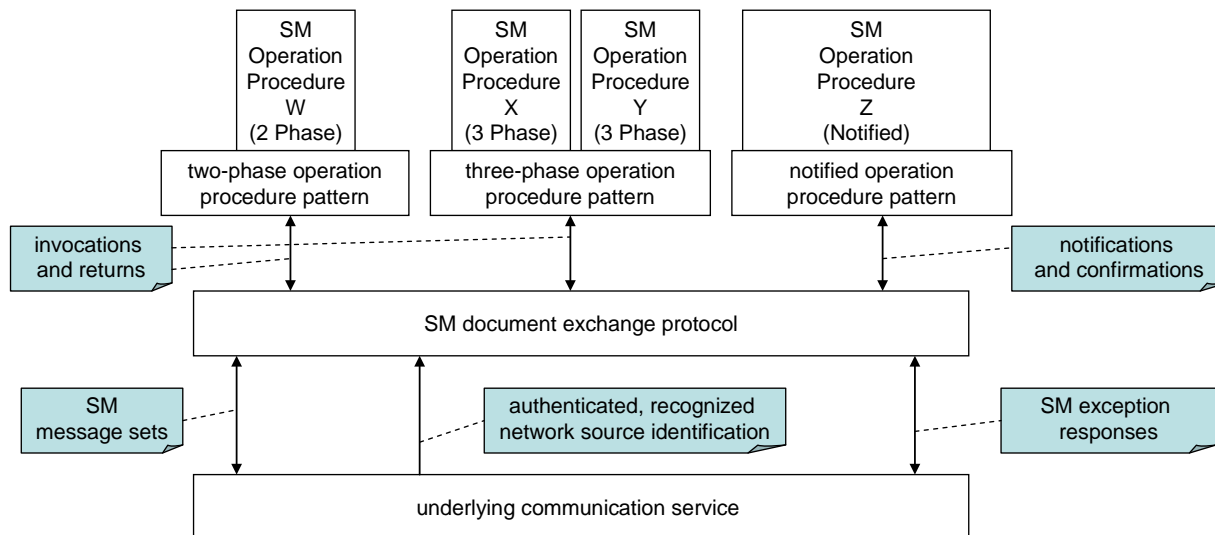 SM
Operation
Procedure
W
(2 Phase)
SM
Operation
Procedure
X
(3 Phase)
SM
Operation
Procedure
Y
(3 Phase)
SM
Operation
Procedure
Z
(Notified)
two-phase operation
procedure pattern
three-phase operation
procedure pattern
notified operation
procedure pattern
invocations
and returns
notifications
and confirmations
SM document exchange protocol
SM
message sets
authenticated, recognized
network source identification
SM exception
responses
underlying communication service